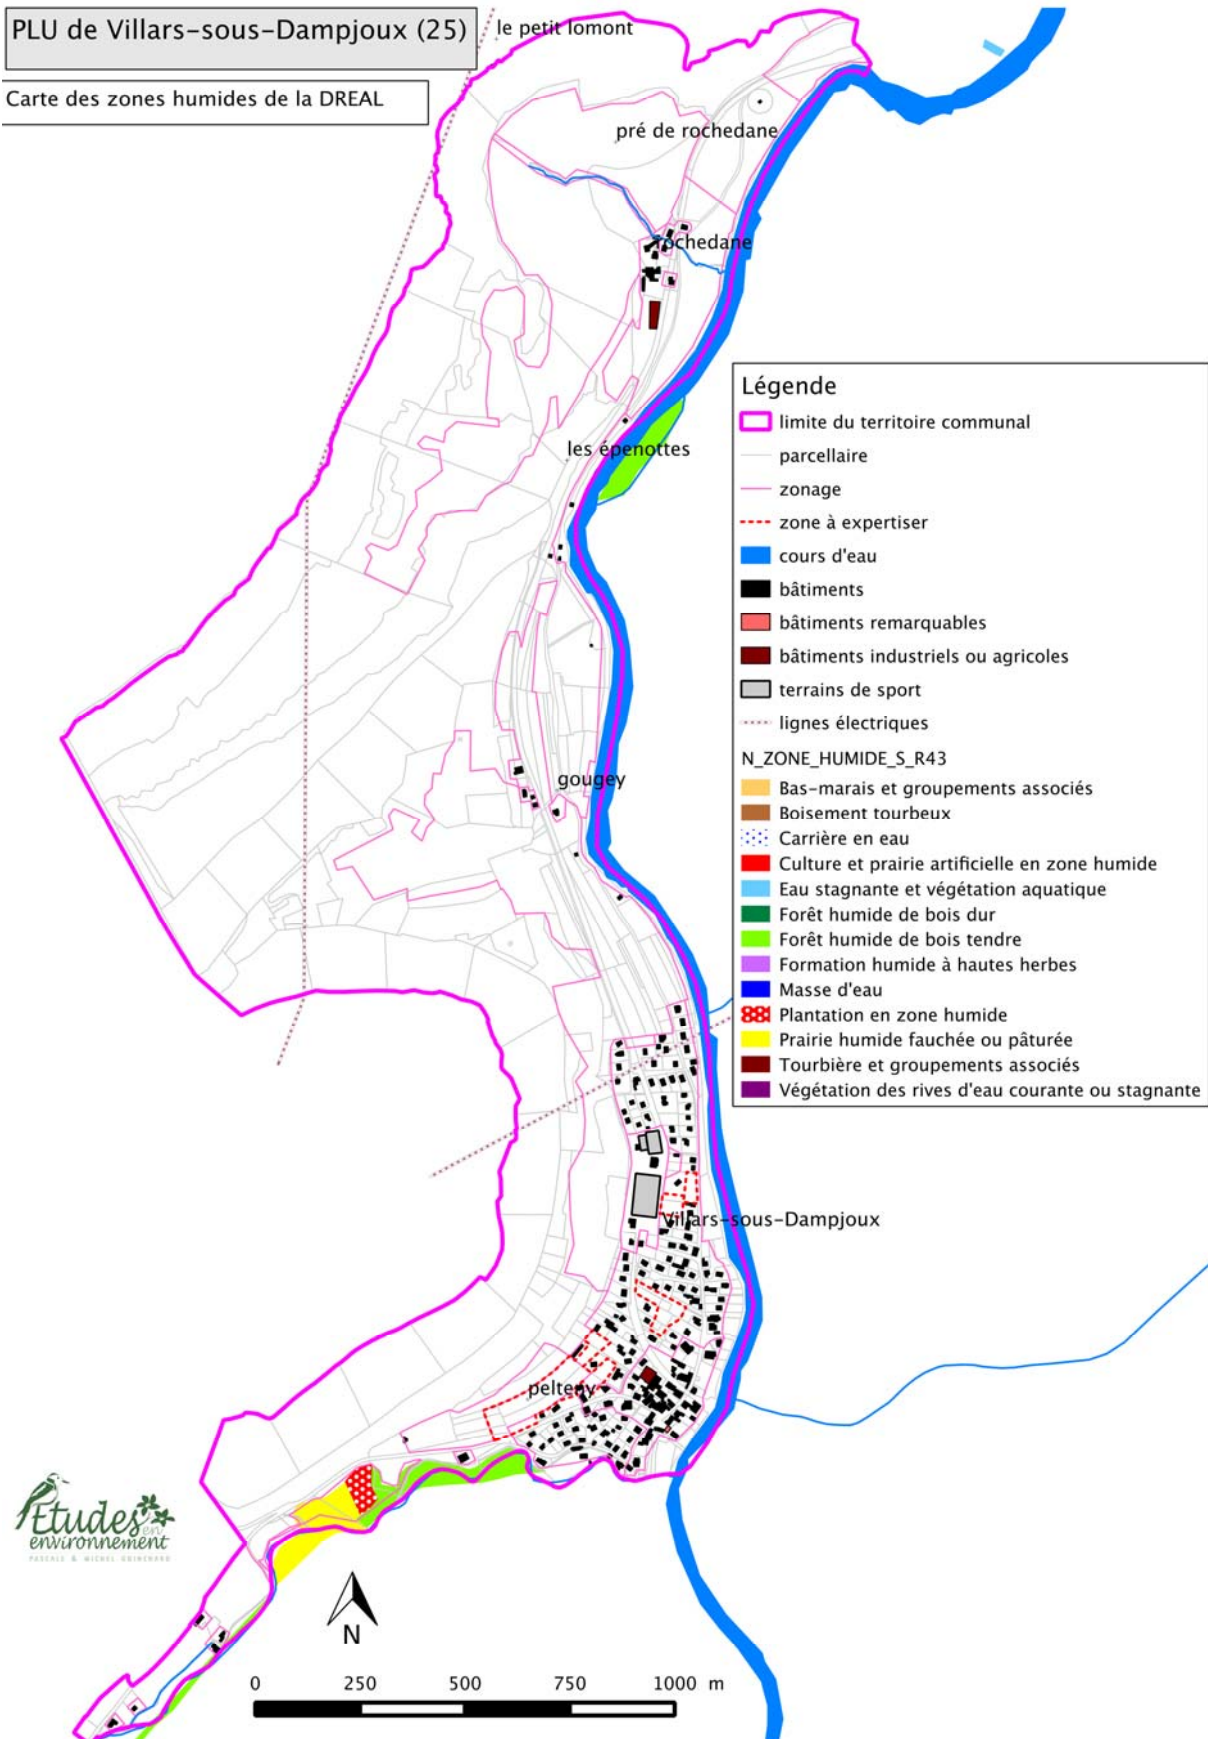 PLU de Villars-sous-Dampjoux (25)
le petit lomont
Carte des zones humides de la DREAL
pré de rochedane
rochedane
les épenottes
gougey
Villars-sous-Dampjoux
pelteny
Légende
limite du territoire communal
parcellaire
zonage
zone à expertiser
cours d'eau
bâtiments
bâtiments remarquables
bâtiments industriels ou agricoles
terrains de sport
lignes électriques
N_ZONE_HUMIDE_S_R43
Bas-marais et groupements associés
Boisement tourbeux
Carrière en eau
Culture et prairie artificielle en zone humide
Eau stagnante et végétation aquatique
Forêt humide de bois dur
Forêt humide de bois tendre
Formation humide à hautes herbes
Masse d'eau
Plantation en zone humide
Prairie humide fauchée ou pâturée
Tourbière et groupements associés
Végétation des rives d'eau courante ou stagnante
Etudes en
environnement
PASCALE & MICHEL GUINCHARD
N
0 250 500 750 1000 m